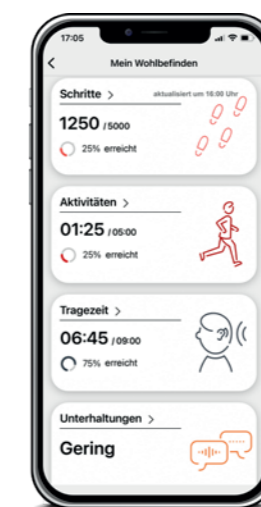 17:05
Mein Wohlbefinden
Schritte > aktualisiert um 16:00 Uhr
1250 /5000
25% erreicht
Aktivitäten >
01:25 /05:00
25% erreicht
Tragezeit >
06:45 /09:00
75% erreicht
Unterhaltungen >
Gering